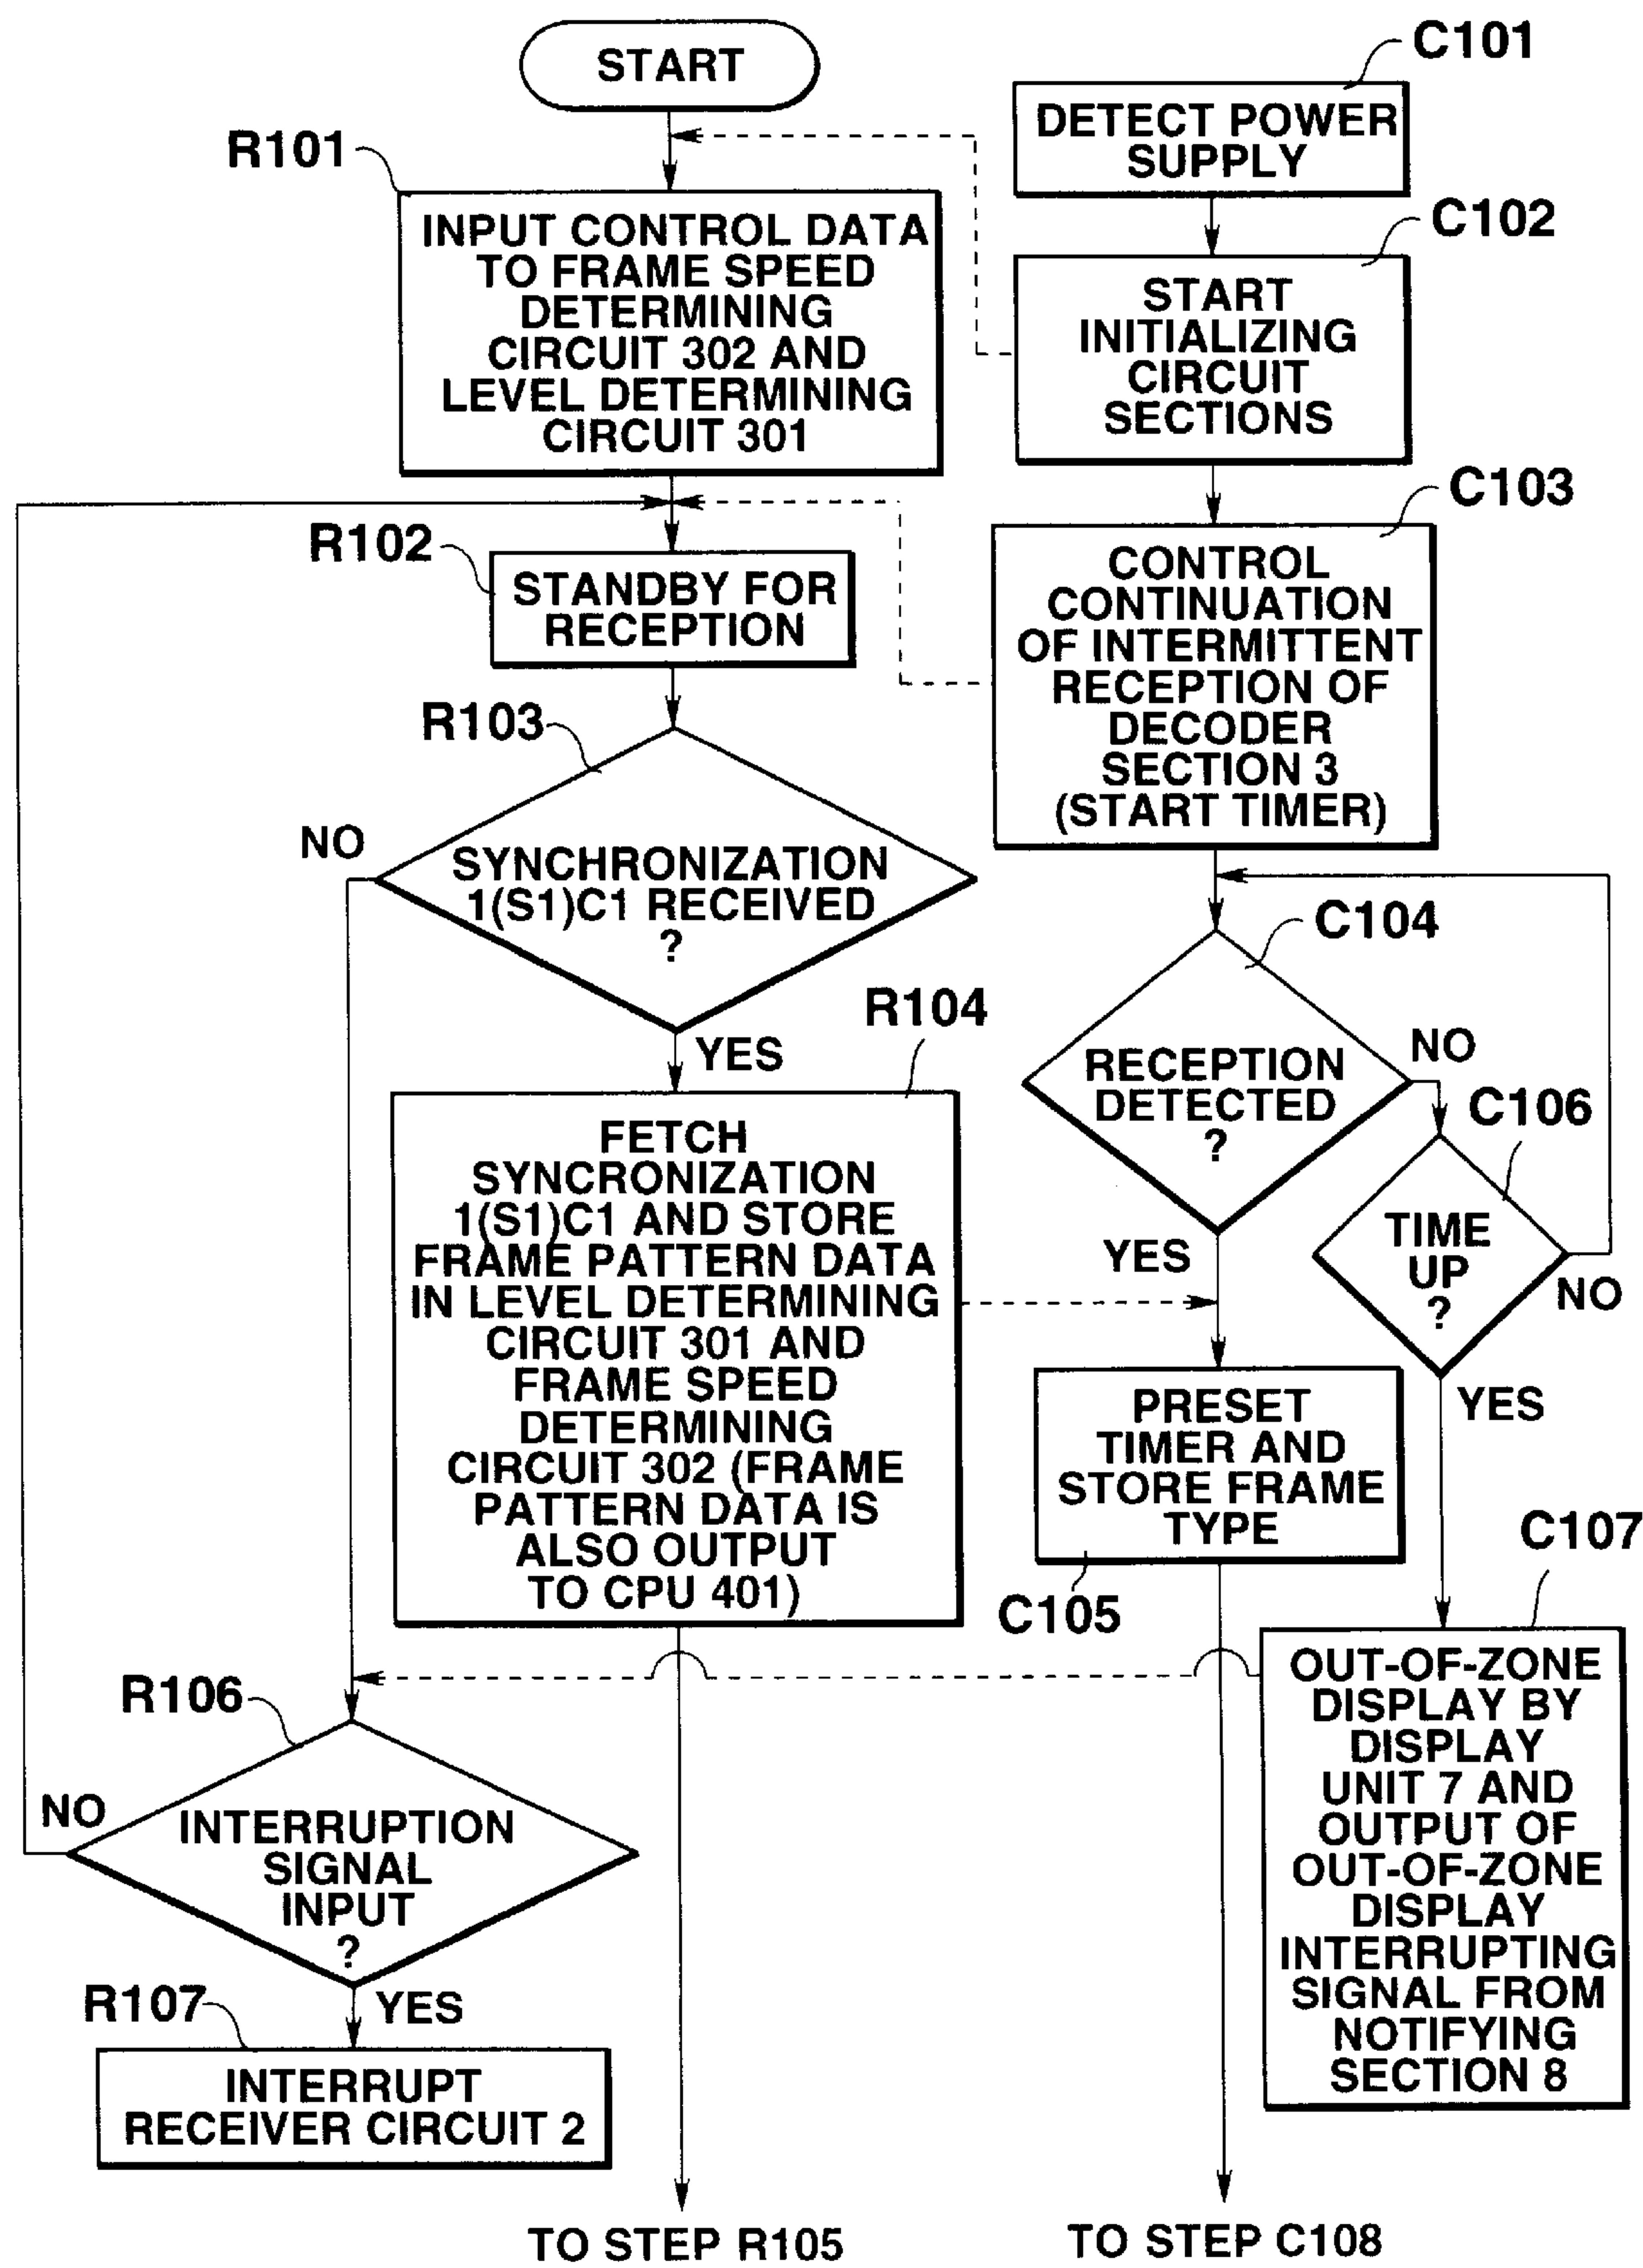 START
R101
INPUT CONTROL DATA
TO FRAME SPEED
DETERMINING
CIRCUIT 302 AND
LEVEL DETERMINING
CIRCUIT 301
R102
STANDBY FOR
RECEPTION
R103
SYNCHRONIZATION
1(S1)C1 RECEIVED
?
NO
YES
R104
FETCH
SYNCRONIZATION
1(S1)C1 AND STORE
FRAME PATTERN DATA
IN LEVEL DETERMINING
CIRCUIT 301 AND
FRAME SPEED
DETERMINING
CIRCUIT 302 (FRAME
PATTERN DATA IS
ALSO OUTPUT
TO CPU 401)
R106
INTERRUPTION
SIGNAL
INPUT
?
NO
YES
R107
INTERRUPT
RECEIVER CIRCUIT 2
TO STEP R105
C101
DETECT POWER
SUPPLY
C102
START
INITIALIZING
CIRCUIT
SECTIONS
C103
CONTROL
CONTINUATION
OF INTERMITTENT
RECEPTION OF
DECODER
SECTION 3
(START TIMER)
C104
RECEPTION
DETECTED
?
NO
YES
C106
TIME
UP
?
NO
YES
PRESET
TIMER AND
STORE FRAME
TYPE
C105
C107
OUT-OF-ZONE
DISPLAY BY
DISPLAY
UNIT 7 AND
OUTPUT OF
OUT-OF-ZONE
DISPLAY
INTERRUPTING
SIGNAL FROM
NOTIFYING
SECTION 8
TO STEP C108